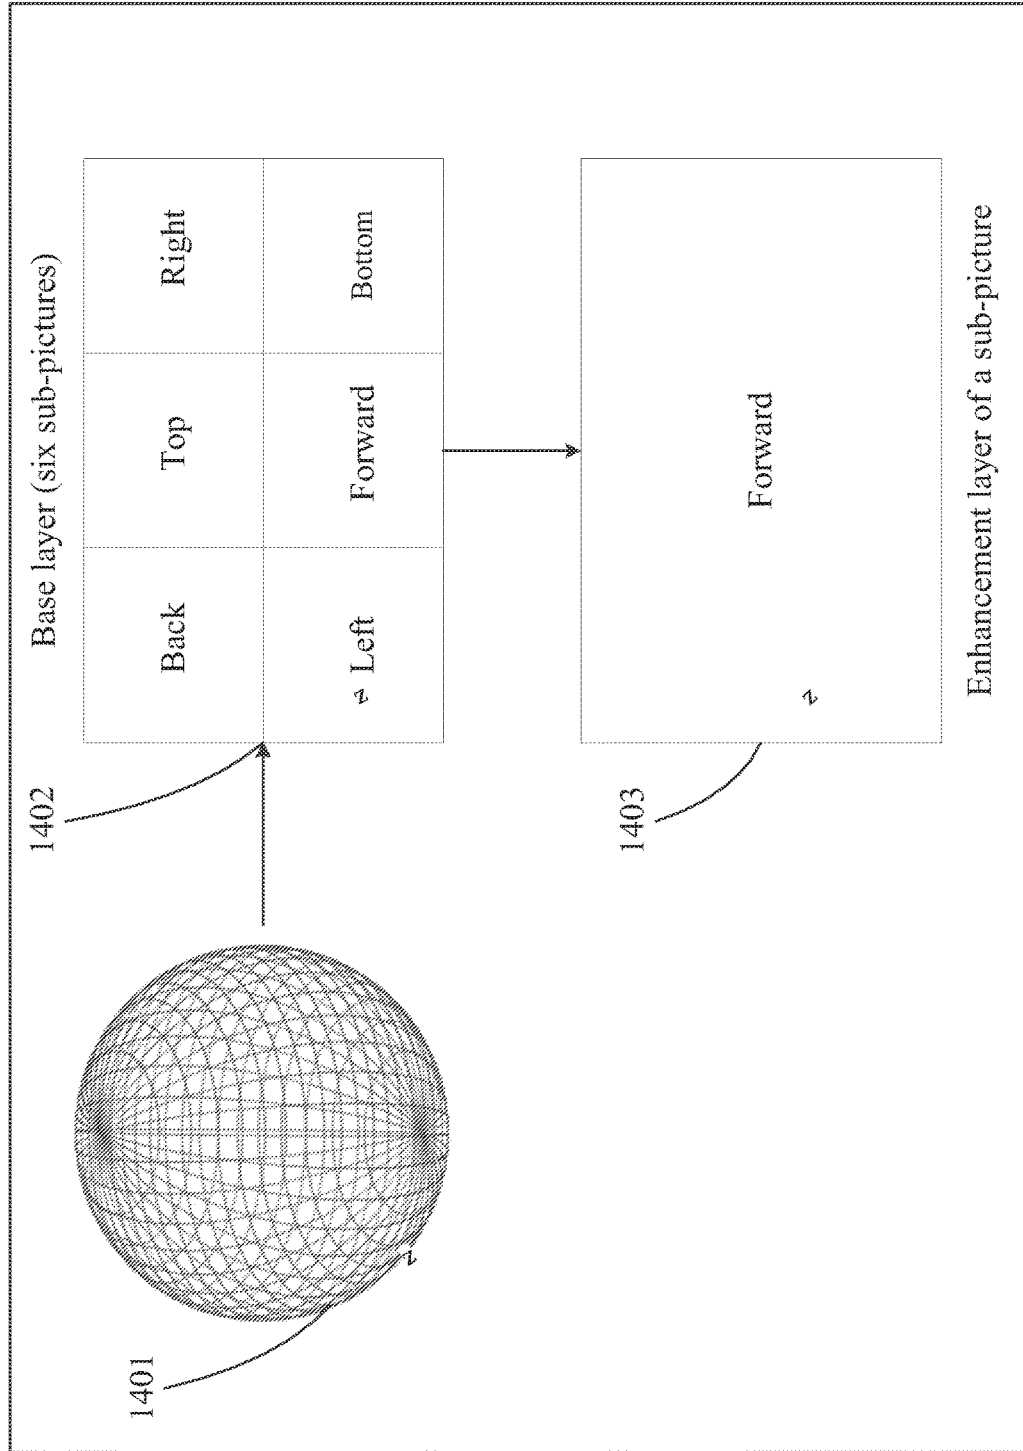 Base layer (six sub-pictures)
1402
Back
Top
Right
z Left
Forward
Bottom
1401
z
1403
Forward
z
Enhancement layer of a sub-picture